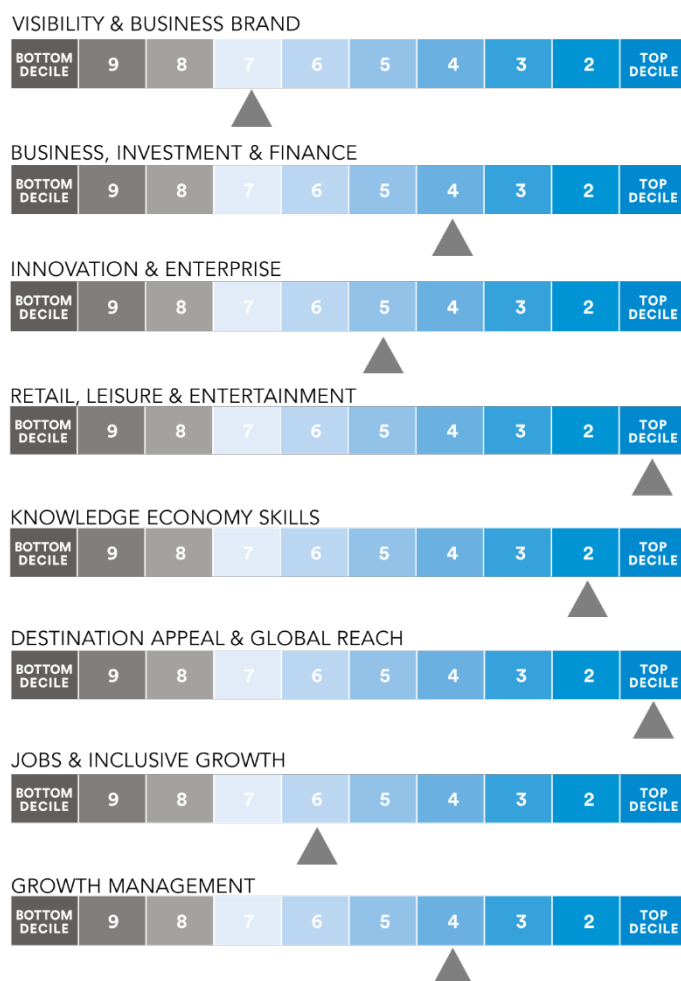 VISIBILITY & BUSINESS BRAND
BOTTOM DECILE 9 8 7 6 5 4 3 2 TOP DECILE
BUSINESS, INVESTMENT & FINANCE
BOTTOM DECILE 9 8 7 6 5 4 3 2 TOP DECILE
INNOVATION & ENTERPRISE
BOTTOM DECILE 9 8 7 6 5 4 3 2 TOP DECILE
RETAIL, LEISURE & ENTERTAINMENT
BOTTOM DECILE 9 8 7 6 5 4 3 2 TOP DECILE
KNOWLEDGE ECONOMY SKILLS
BOTTOM DECILE 9 8 7 6 5 4 3 2 TOP DECILE
DESTINATION APPEAL & GLOBAL REACH
BOTTOM DECILE 9 8 7 6 5 4 3 2 TOP DECILE
JOBS & INCLUSIVE GROWTH
BOTTOM DECILE 9 8 7 6 5 4 3 2 TOP DECILE
GROWTH MANAGEMENT
BOTTOM DECILE 9 8 7 6 5 4 3 2 TOP DECILE